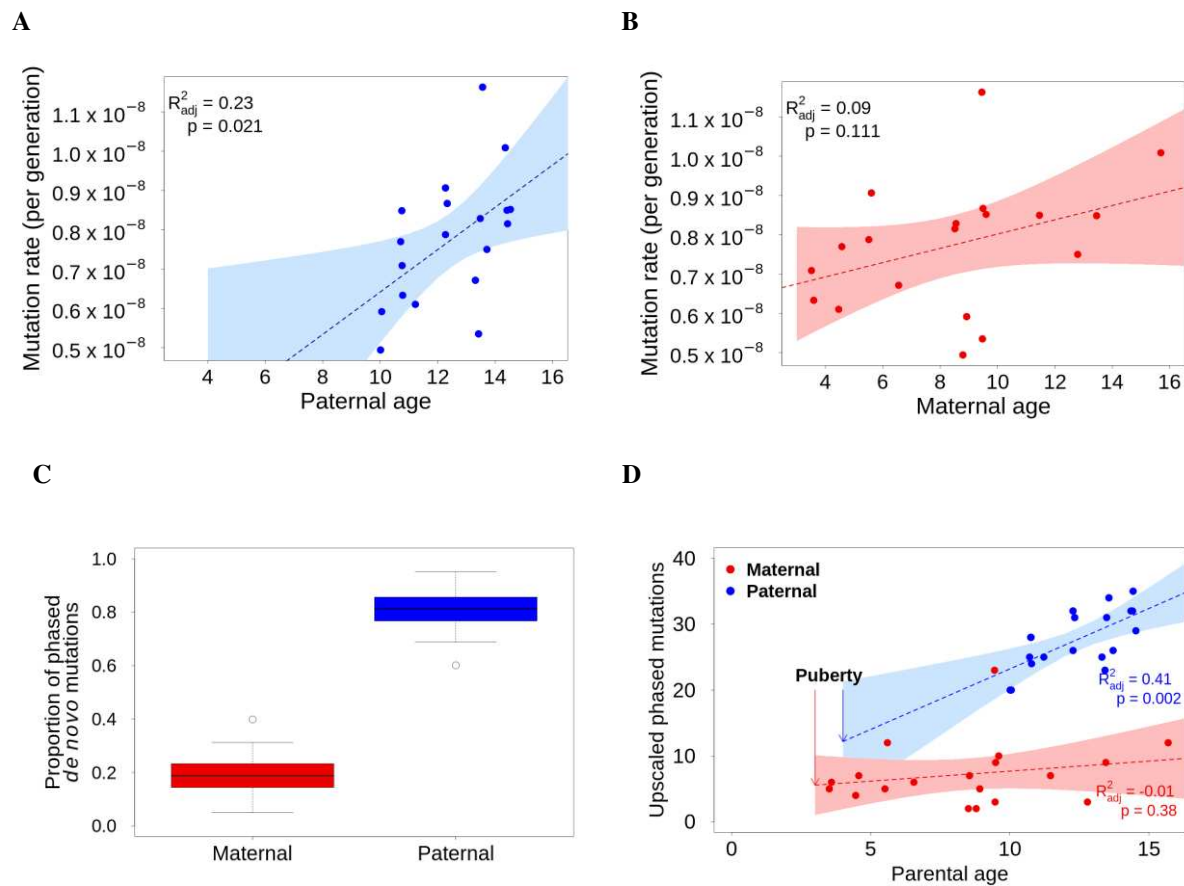 A
R²adj = 0.23
p = 0.021
Mutation rate (per generation)
1.1 x 10⁻⁸
1.0 x 10⁻⁸
0.9 x 10⁻⁸
0.8 x 10⁻⁸
0.7 x 10⁻⁸
0.6 x 10⁻⁸
0.5 x 10⁻⁸
4 6 8 10 12 14 16
Paternal age
B
R²adj = 0.09
p = 0.111
Mutation rate (per generation)
1.1 x 10⁻⁸
1.0 x 10⁻⁸
0.9 x 10⁻⁸
0.8 x 10⁻⁸
0.7 x 10⁻⁸
0.6 x 10⁻⁸
0.5 x 10⁻⁸
4 6 8 10 12 14 16
Maternal age
C
Proportion of phased
de novo mutations
1.0
0.8
0.6
0.4
0.2
0.0
Maternal Paternal
D
Upscaled phased mutations
40
30
20
10
0
Maternal
Paternal
Puberty
R²adj = 0.41
p = 0.002
R²adj = -0.01
p = 0.38
0 5 10 15
Parental age